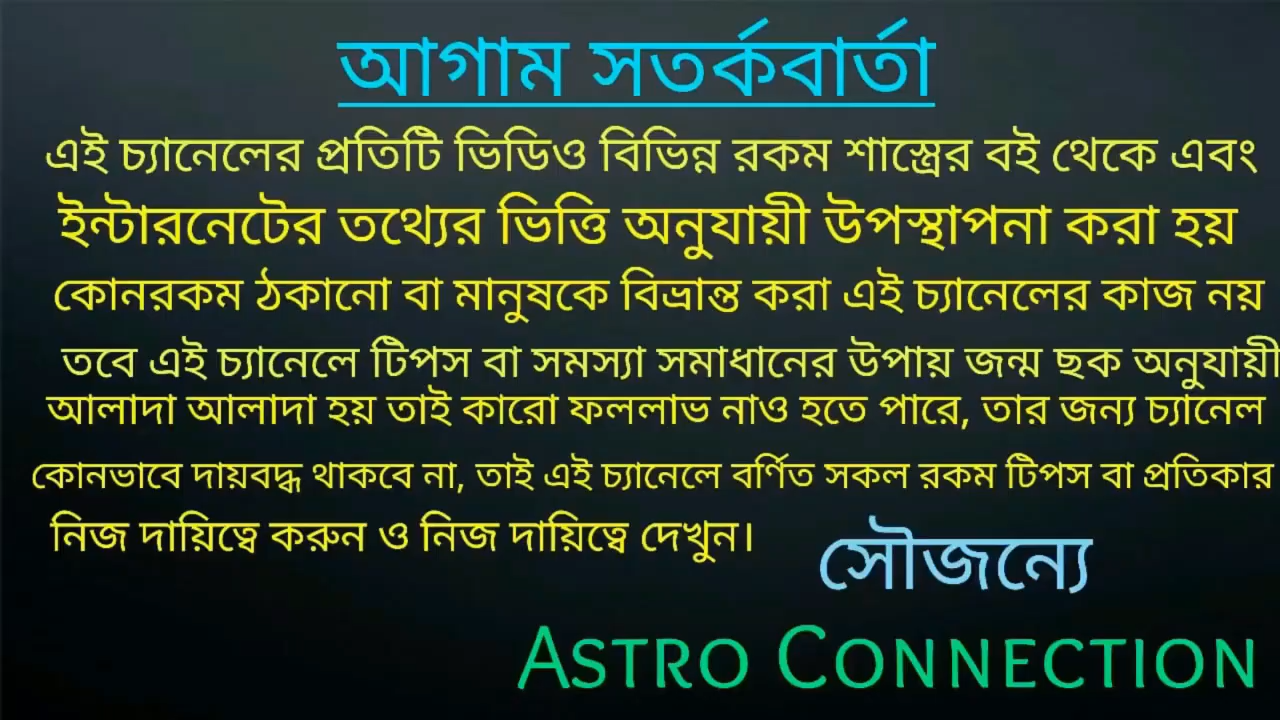 আগাম সতর্কবার্তা
এই চ্যানেলের প্রতিটি ভিডিও বিভিন্ন রকম শাস্ত্রের বই থেকে এবং
ইন্টারনেটের তথ্যের ভিত্তি অনুযায়ী উপস্থাপনা করা হয়
কোনরকম ঠকানো বা মানুষকে বিভ্রান্ত করা এই চ্যানেলের কাজ নয়
তবে এই চ্যানেলে টিপস বা সমস্যা সমাধানের উপায় জন্ম ছক অনুযায়ী
আলাদা আলাদা হয় তাই কারো ফললাভ নাও হতে পারে, তার জন্য চ্যানেল
কোনভাবে দায়বদ্ধ থাকবে না, তাই এই চ্যানেলে বর্ণিত সকল রকম টিপস বা প্রতিকার
নিজ দায়িত্বে করুন ও নিজ দায়িত্বে দেখুন।
সৌজন্যে
ASTRO CONNECTION